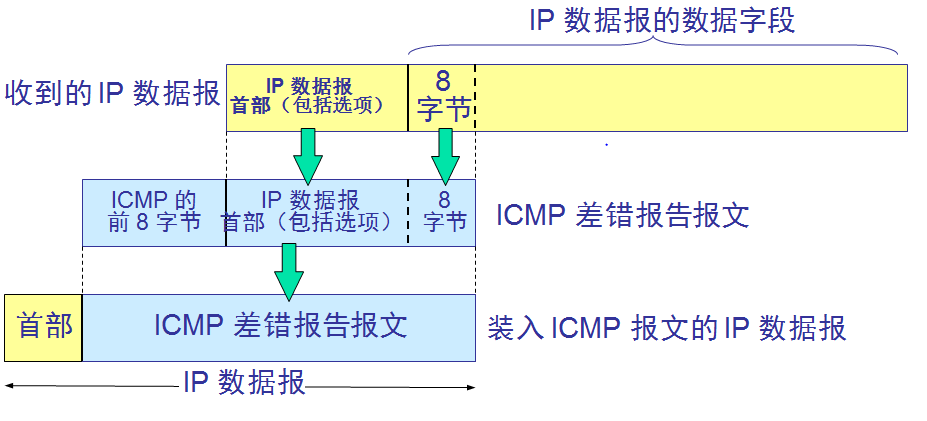 IP 数据报的数据字段
收到的 IP 数据报
IP 数据报
首部（包括选项）
8
字节
ICMP 的
前 8 字节
IP 数据报
首部（包括选项）
8
字节
ICMP 差错报告报文
首部
ICMP 差错报告报文
装入 ICMP 报文的 IP 数据报
IP 数据报